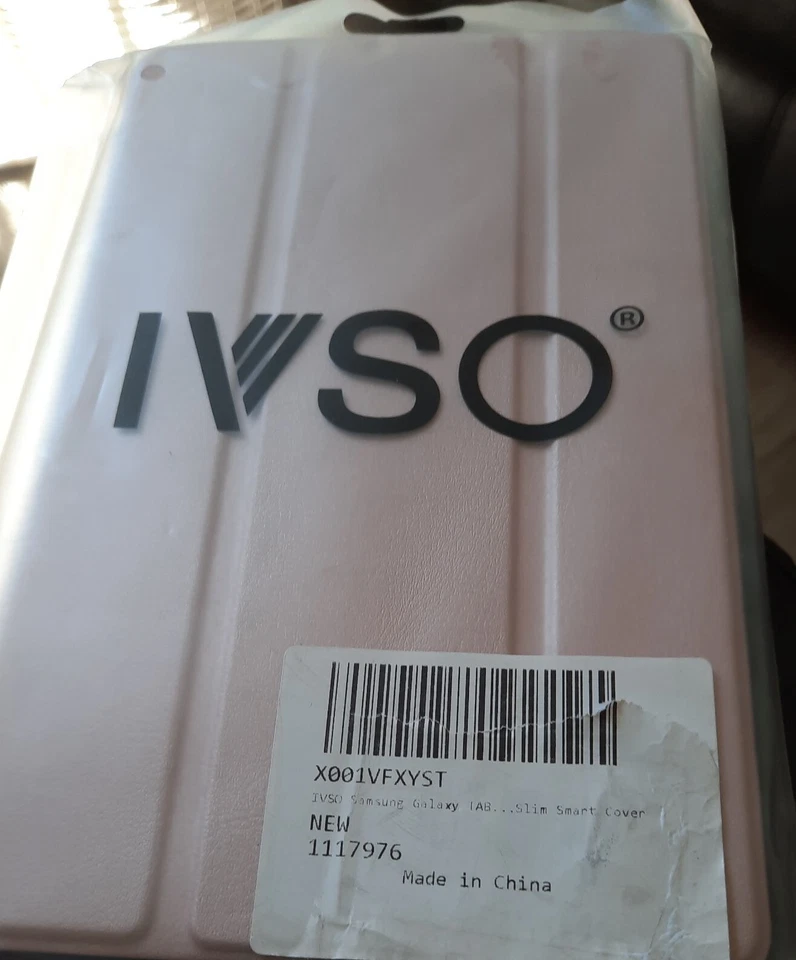 IVSO®
X001VFXYST
IVSO Samsung Galaxy TAB...Slim Smart Cover
NEW
1117976
Made in China